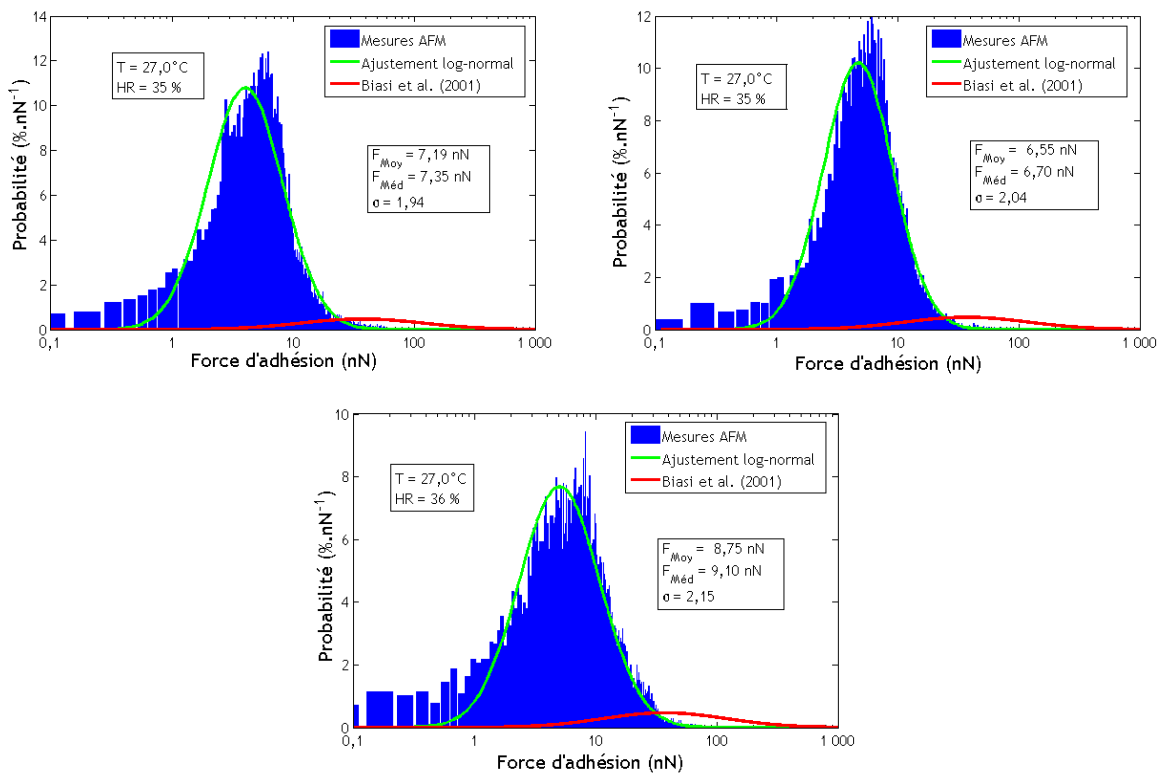 14
12
10
8
6
4
2
0
Probabilité (%.nN⁻¹)
T = 27,0°C
HR = 35 %
Mesures AFM
Ajustement log-normal
Biasi et al. (2001)
F_Moy = 7,19 nN
F_Méd = 7,35 nN
σ = 1,94
0,1 1 10 100 1 000
Force d'adhésion (nN)
12
10
8
6
4
2
0
Probabilité (%.nN⁻¹)
T = 27,0°C
HR = 35 %
Mesures AFM
Ajustement log-normal
Biasi et al. (2001)
F_Moy = 6,55 nN
F_Méd = 6,70 nN
σ = 2,04
0,1 1 10 100 1 000
Force d'adhésion (nN)
10
8
6
4
2
0
Probabilité (%.nN⁻¹)
T = 27,0°C
HR = 36 %
Mesures AFM
Ajustement log-normal
Biasi et al. (2001)
F_Moy = 8,75 nN
F_Méd = 9,10 nN
σ = 2,15
0,1 1 10 100 1 000
Force d'adhésion (nN)